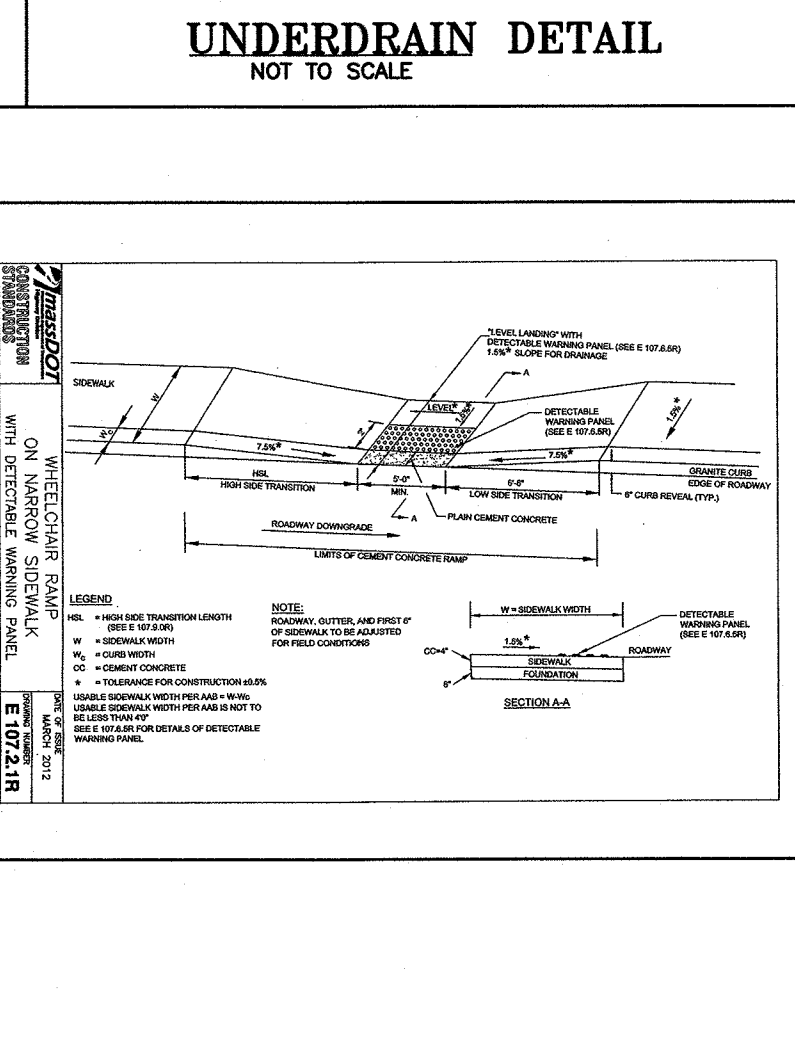 UNDERDRAIN DETAIL
NOT TO SCALE
massDOT
Highway Division
CONSTRUCTION
STANDARDS
WHEELCHAIR RAMP
ON NARROW SIDEWALK
WITH DETECTABLE WARNING PANEL
DATE OF ISSUE
MARCH 2012
DRAWING NUMBER
E 107.2.1R
"LEVEL LANDING" WITH
DETECTABLE WARNING PANEL (SEE E 107.6.5R)
1.5%* SLOPE FOR DRAINAGE
A
SIDEWALK
W
Wc
LEVEL*
1.5%*
2'
DETECTABLE
WARNING PANEL
(SEE E 107.6.5R)
1.5%*
7.5%*
7.5%*
GRANITE CURB
EDGE OF ROADWAY
6" CURB REVEAL (TYP.)
HSL
HIGH SIDE TRANSITION
5'-0"
MIN.
6'-6"
LOW SIDE TRANSITION
A
PLAIN CEMENT CONCRETE
ROADWAY DOWNGRADE
LIMITS OF CEMENT CONCRETE RAMP
LEGEND
HSL = HIGH SIDE TRANSITION LENGTH
(SEE E 107.9.0R)
W = SIDEWALK WIDTH
Wc = CURB WIDTH
CC = CEMENT CONCRETE
* = TOLERANCE FOR CONSTRUCTION ±0.5%
USABLE SIDEWALK WIDTH PER AAB = W-Wc
USABLE SIDEWALK WIDTH PER AAB IS NOT TO
BE LESS THAN 4'0"
SEE E 107.6.5R FOR DETAILS OF DETECTABLE
WARNING PANEL
NOTE:
ROADWAY, GUTTER, AND FIRST 6"
OF SIDEWALK TO BE ADJUSTED
FOR FIELD CONDITIONS
W = SIDEWALK WIDTH
DETECTABLE
WARNING PANEL
(SEE E 107.6.5R)
CC=4"
1.5%*
ROADWAY
SIDEWALK
FOUNDATION
8"
SECTION A-A